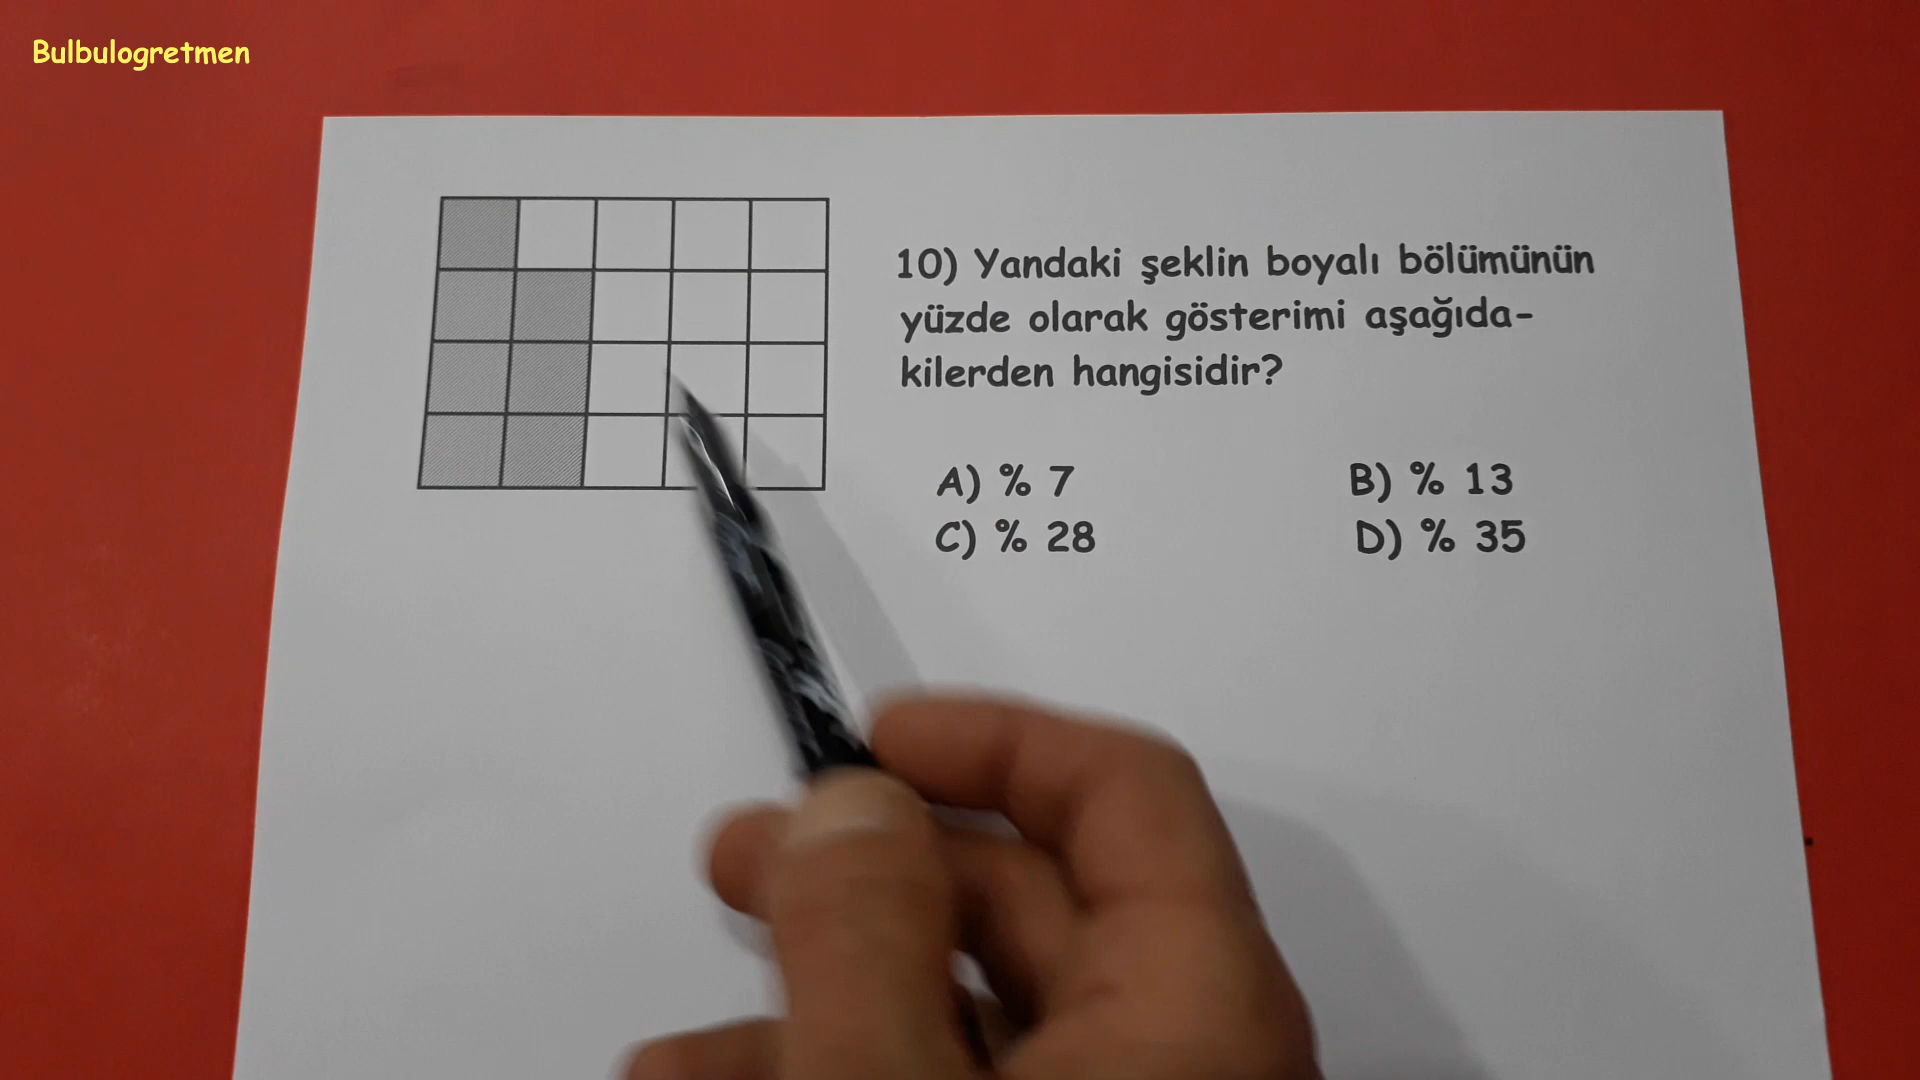 Bulbulogretmen
10) Yandaki şeklin boyalı bölümünün
yüzde olarak gösterimi aşağıda-
kilerden hangisidir?
A) % 7 B) % 13
C) % 28 D) % 35